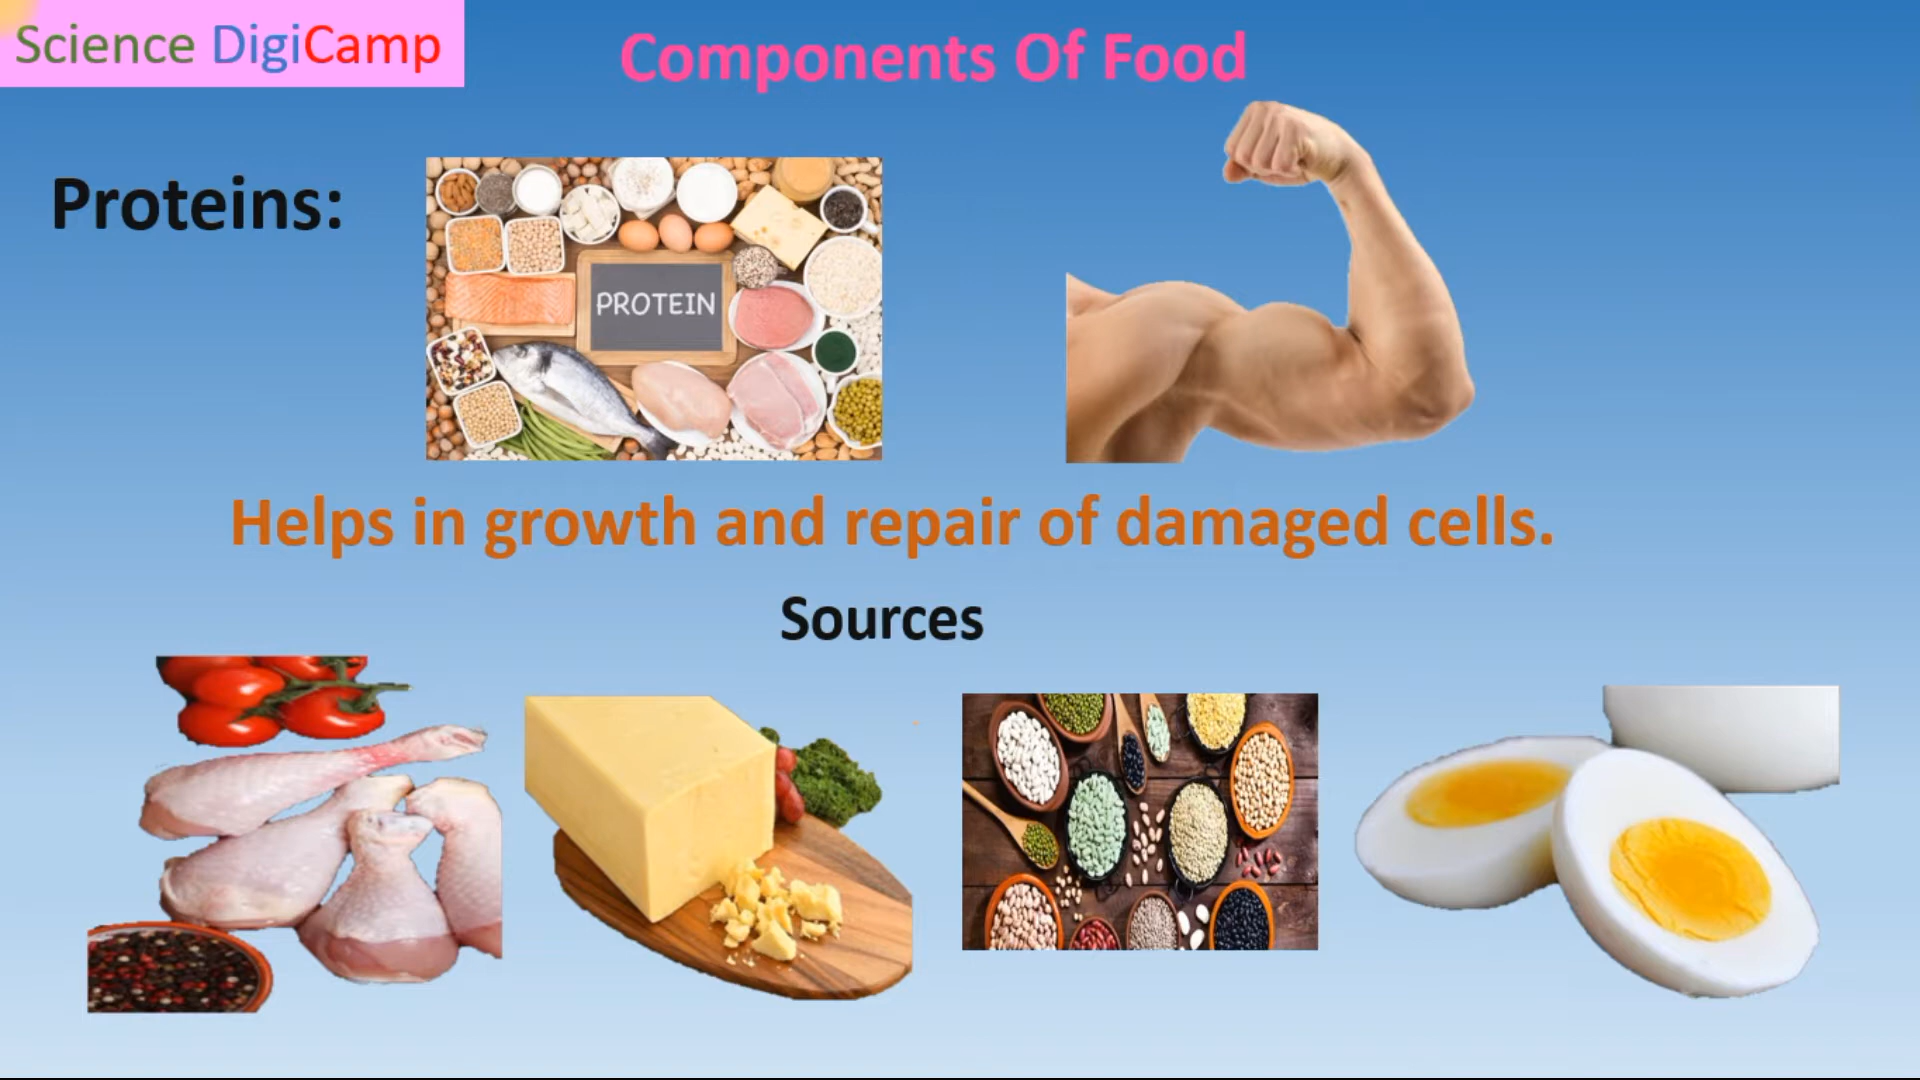 Science DigiCamp
Components Of Food
Proteins:
PROTEIN
Helps in growth and repair of damaged cells.
Sources